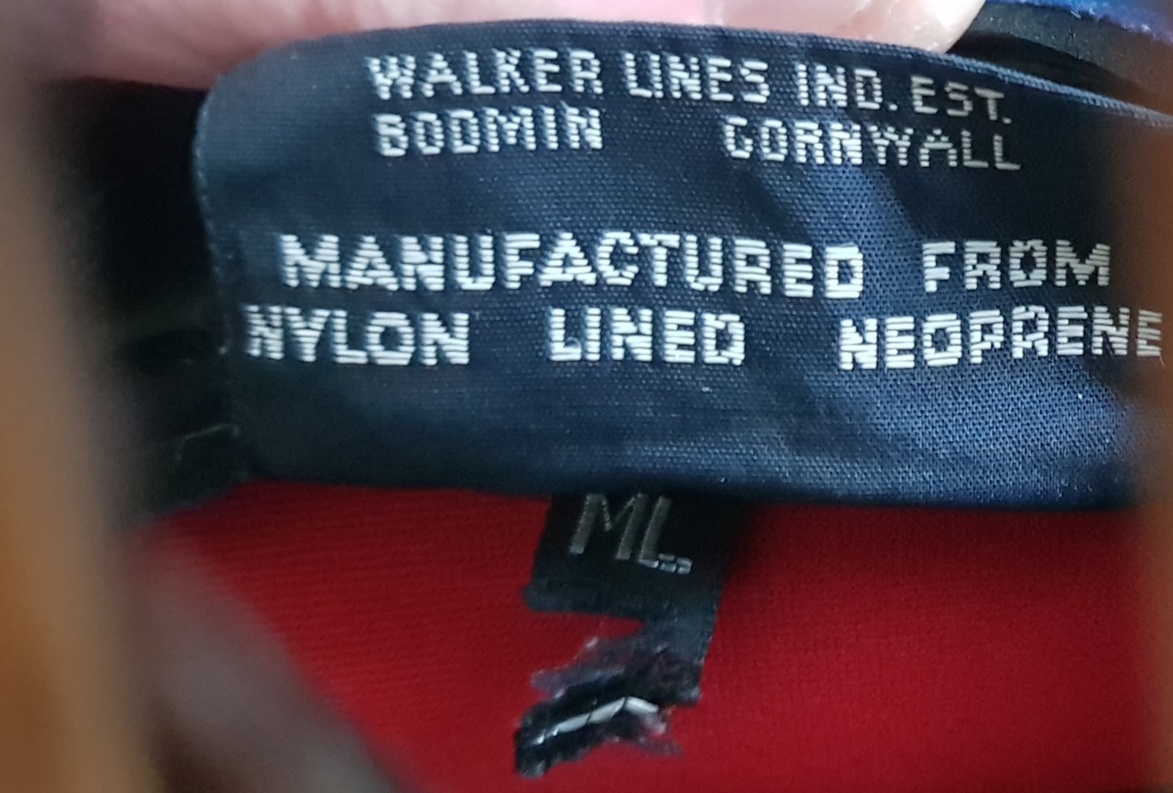 WALKER LINES IND. EST.
BODMIN CORNWALL
MANUFACTURED FROM
NYLON LINED NEOPRENE
ML